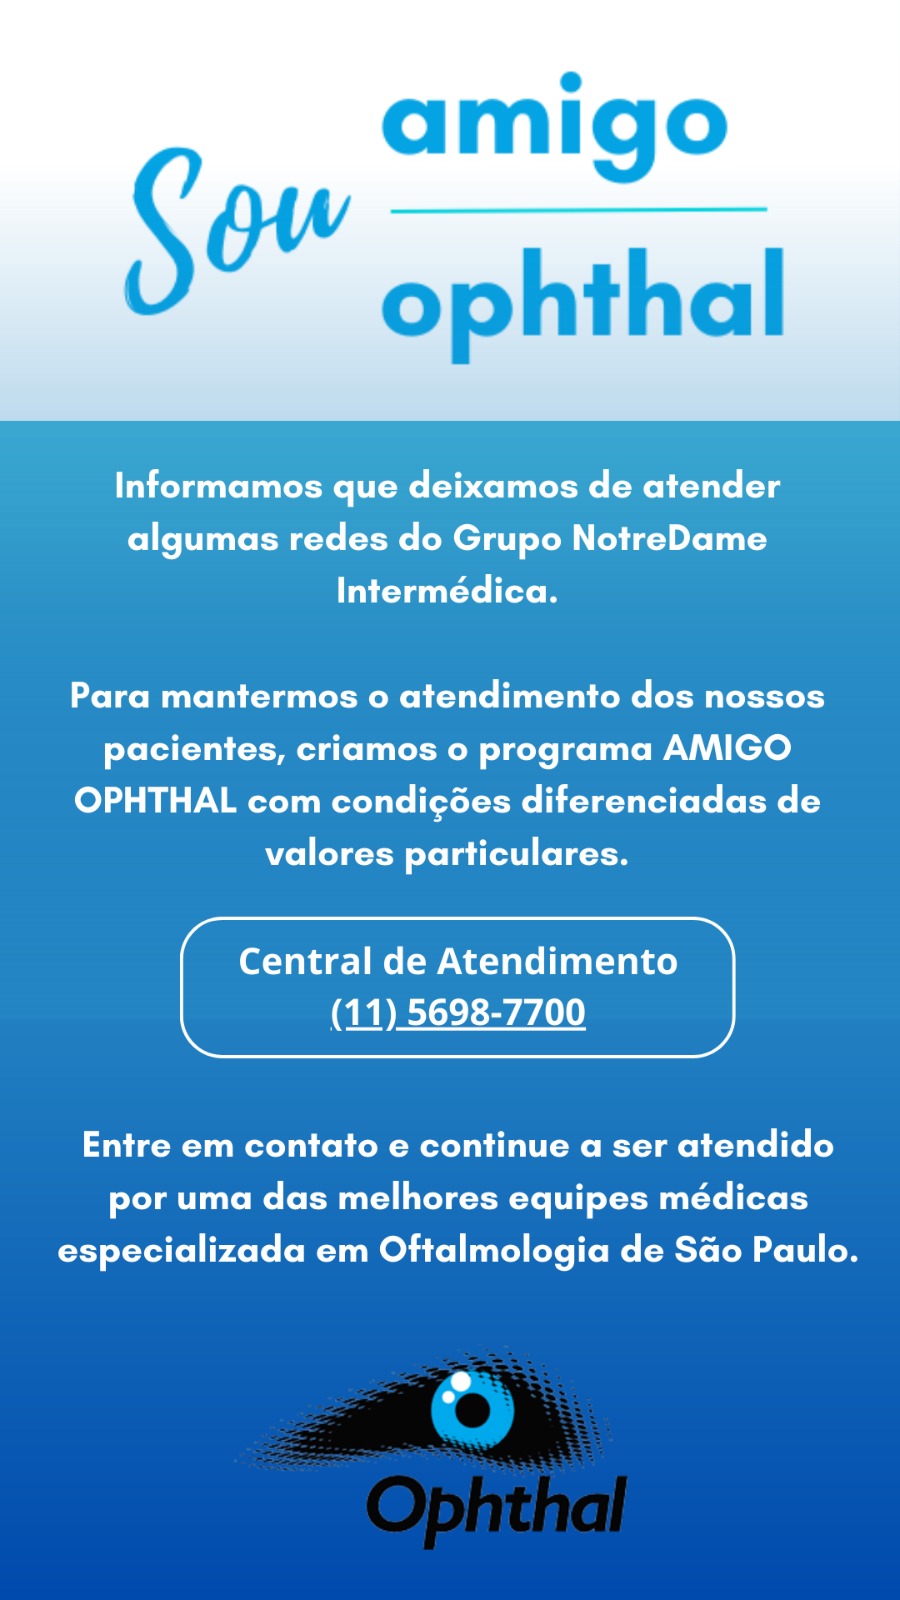 Sou
amigo
ophthal
Informamos que deixamos de atender
algumas redes do Grupo NotreDame
Intermédica.
Para mantermos o atendimento dos nossos
pacientes, criamos o programa AMIGO
OPHTHAL com condições diferenciadas de
valores particulares.
Central de Atendimento
(11) 5698-7700
Entre em contato e continue a ser atendido
por uma das melhores equipes médicas
especializada em Oftalmologia de São Paulo.
Ophthal